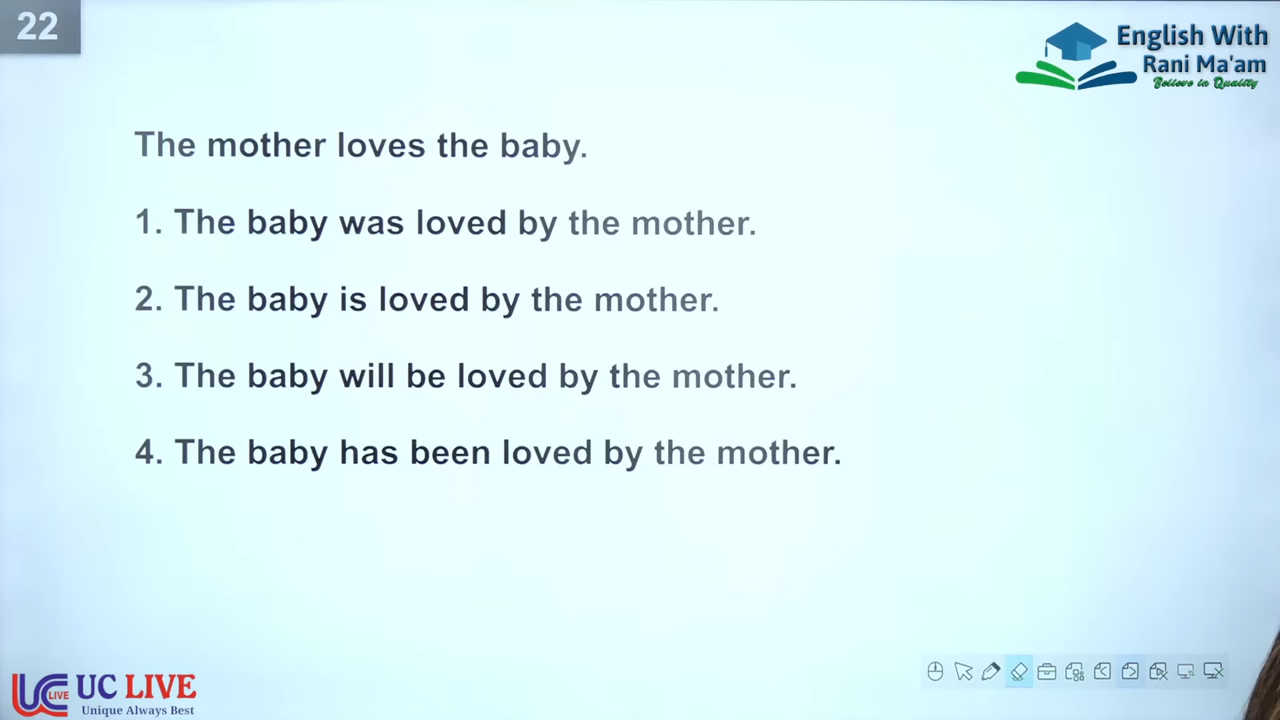 22
English With
Rani Ma'am
Believe in Quality
The mother loves the baby.
1. The baby was loved by the mother.
2. The baby is loved by the mother.
3. The baby will be loved by the mother.
4. The baby has been loved by the mother.
UC LIVE
UC LIVE
Unique Always Best